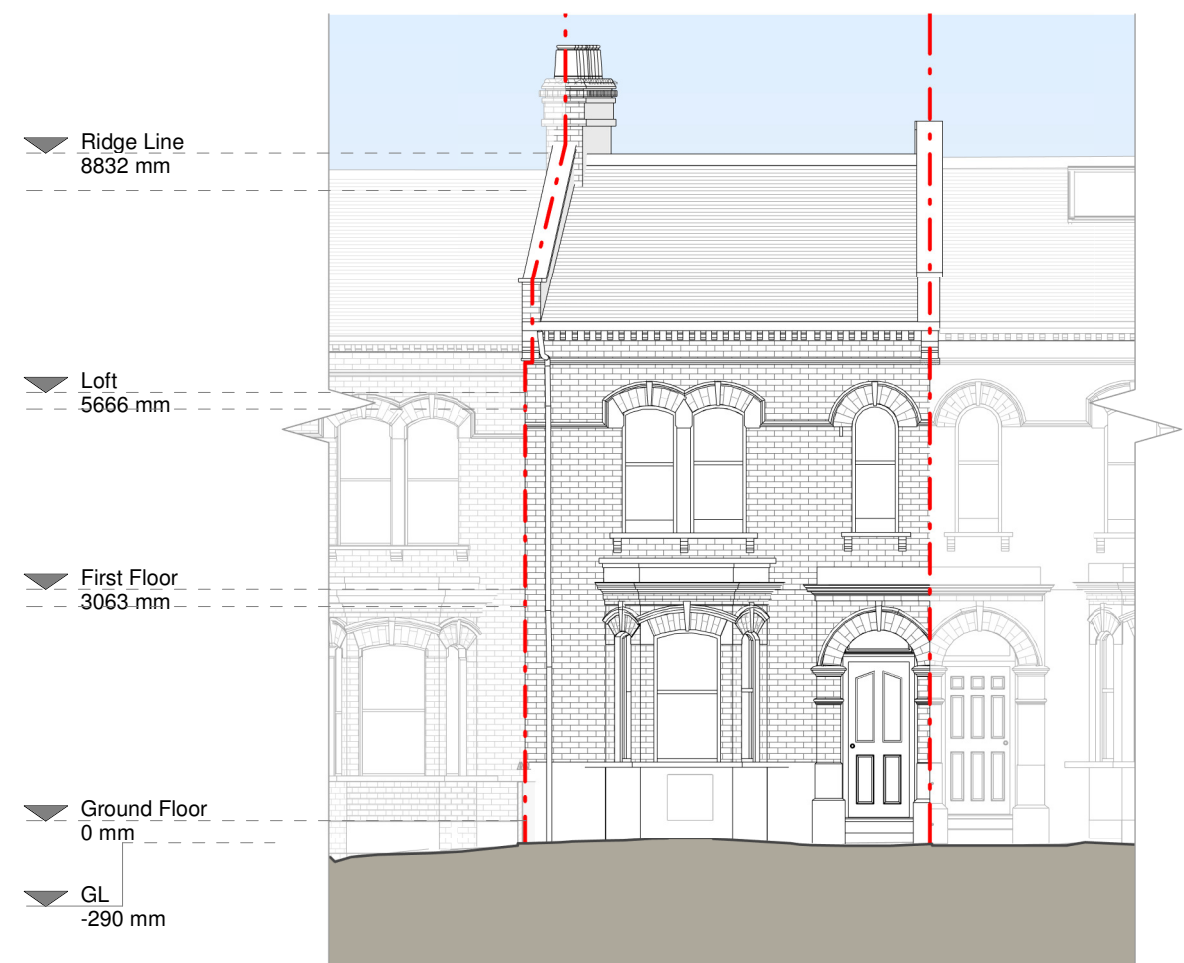 Ridge Line
8832 mm
Loft
5666 mm
First Floor
3063 mm
Ground Floor
0 mm
GL
-290 mm